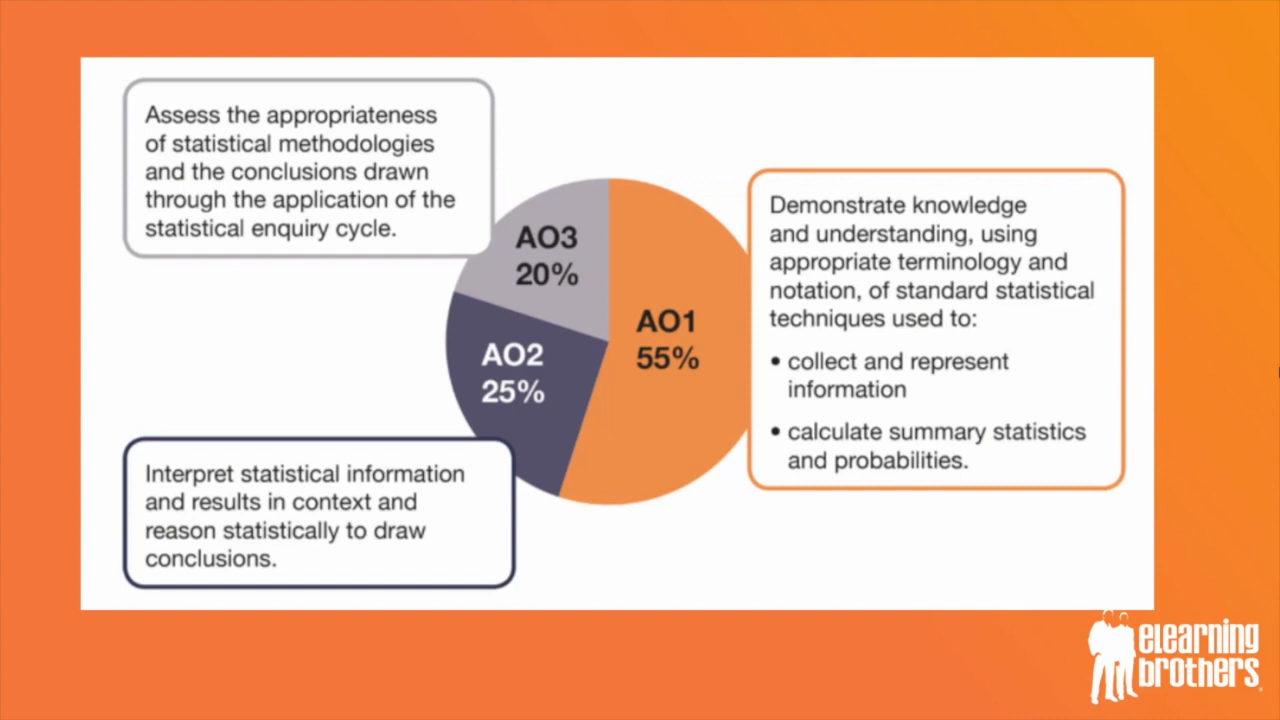 Assess the appropriateness
of statistical methodologies
and the conclusions drawn
through the application of the
statistical enquiry cycle.
AO3
20%
AO1
55%
AO2
25%
Demonstrate knowledge
and understanding, using
appropriate terminology and
notation, of standard statistical
techniques used to:
• collect and represent
information
• calculate summary statistics
and probabilities.
Interpret statistical information
and results in context and
reason statistically to draw
conclusions.
eLearning
brothers